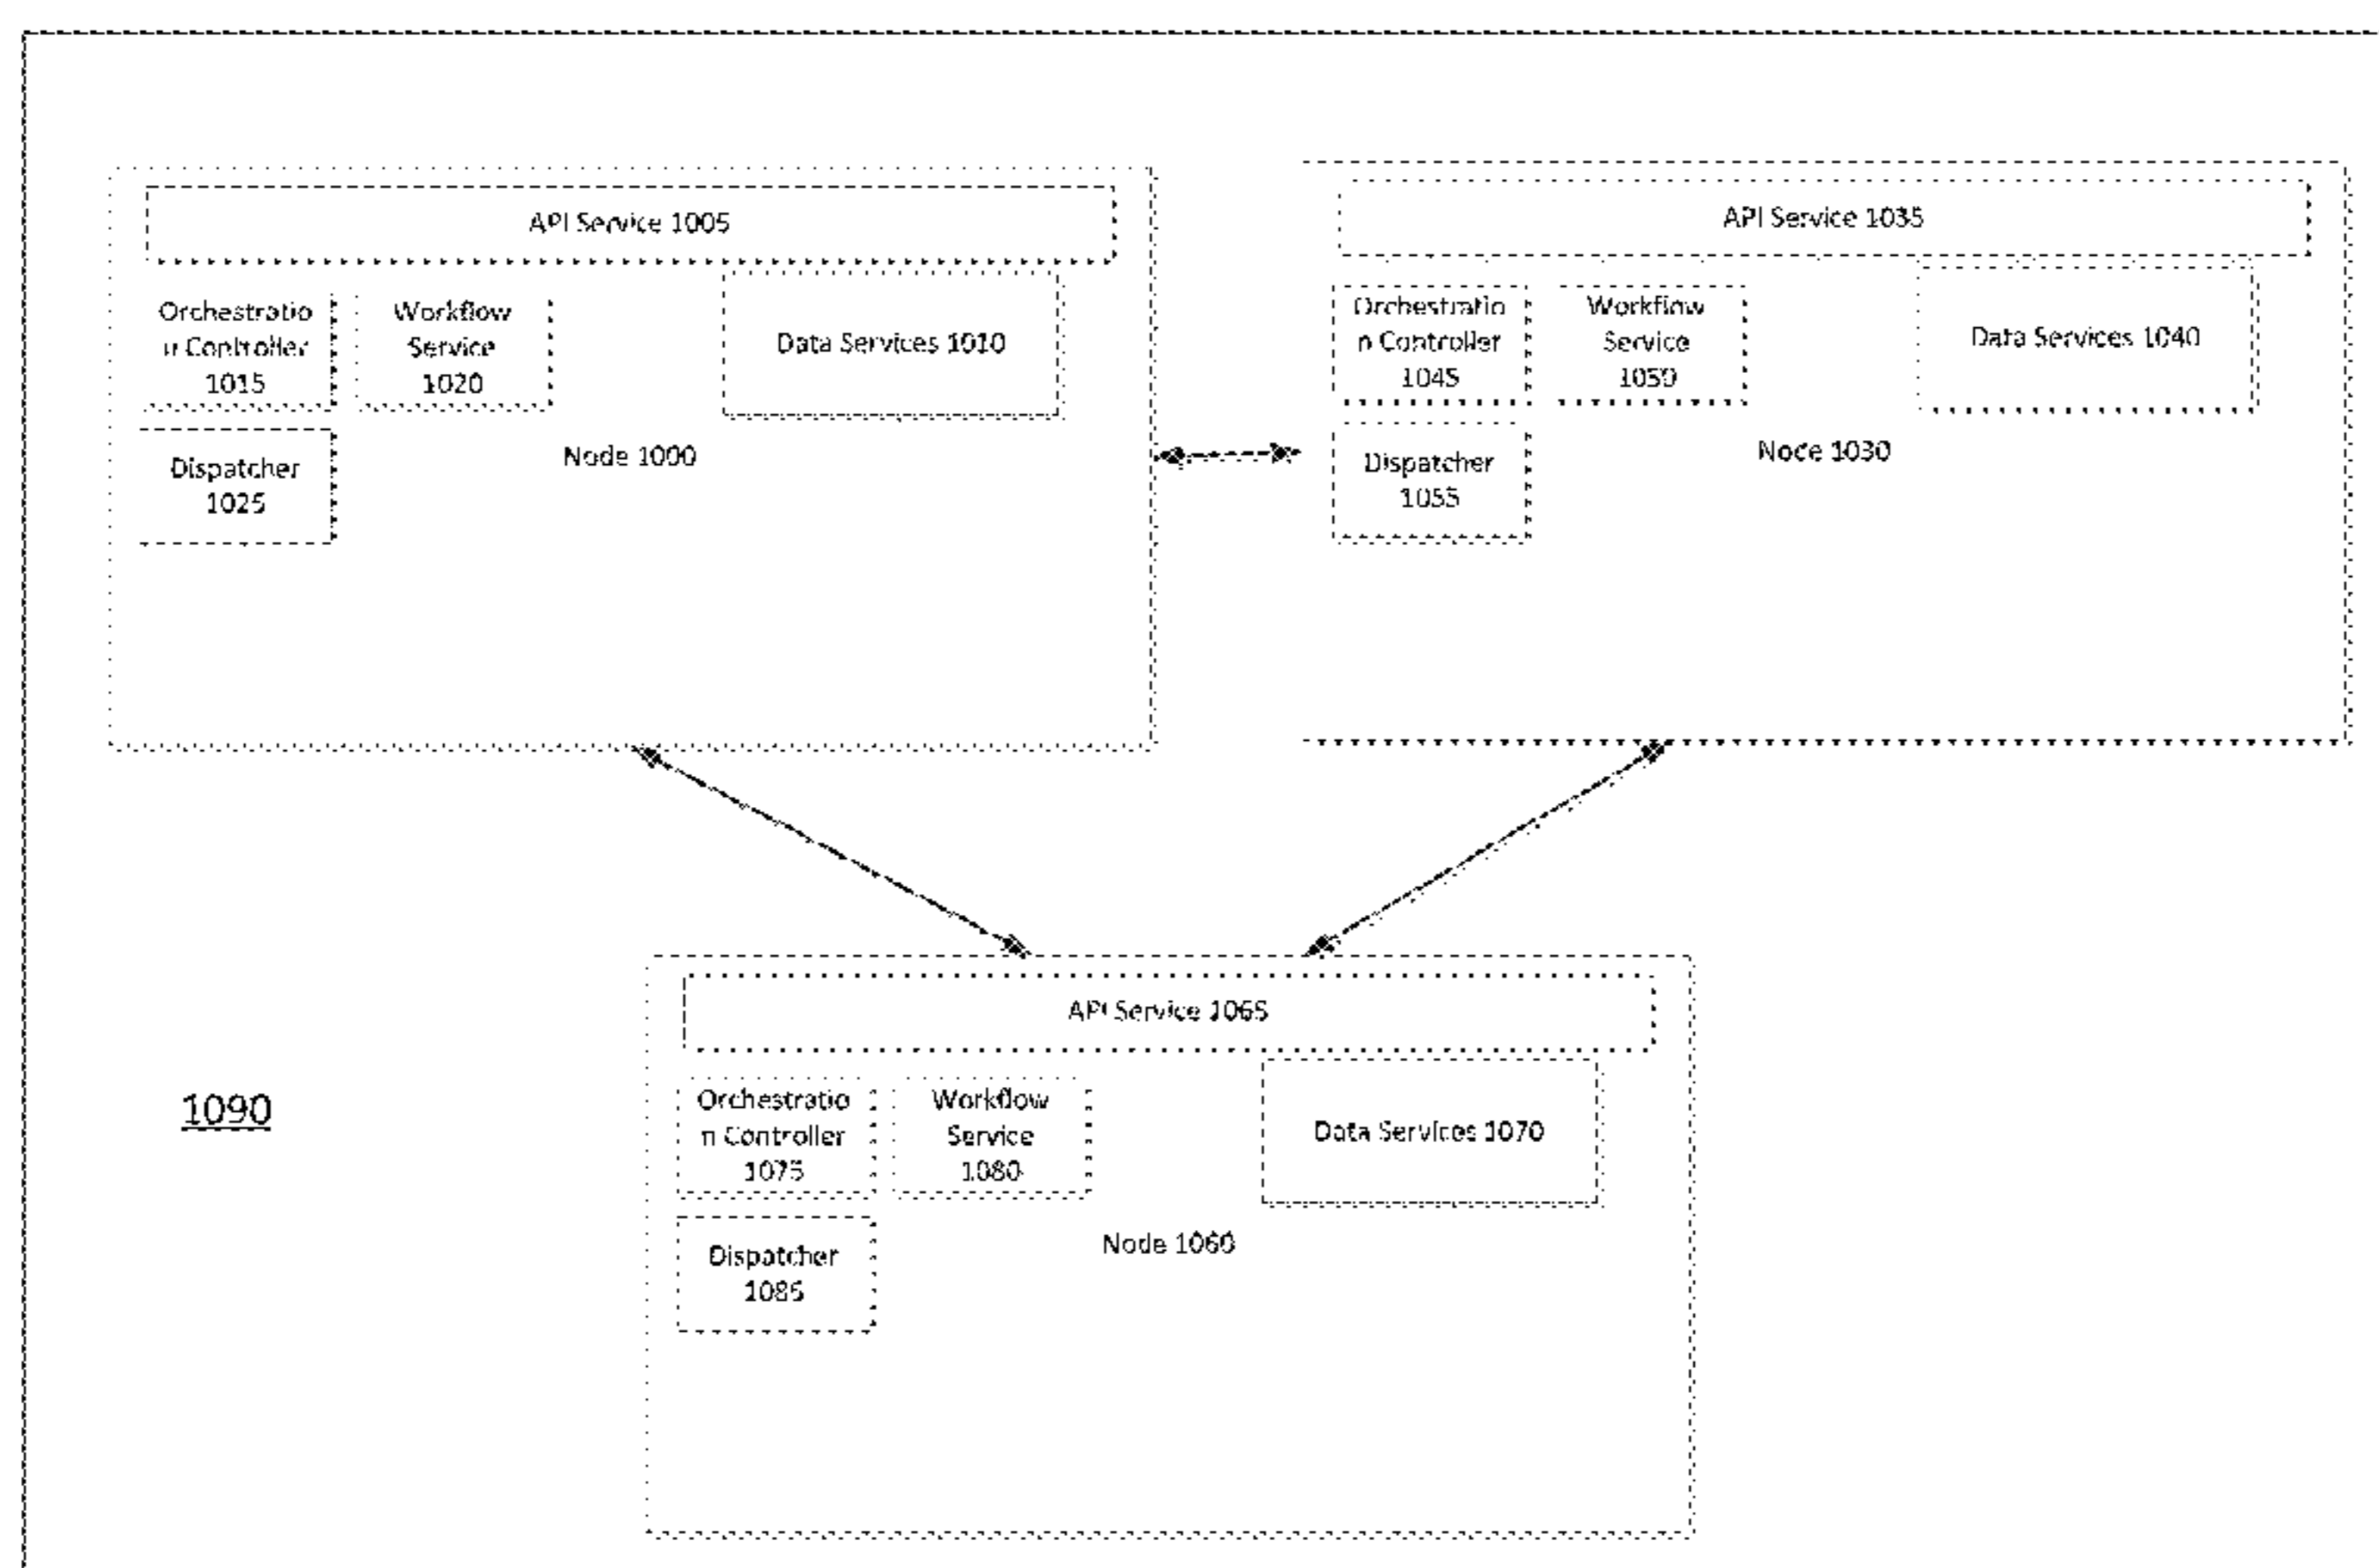 API Service 1005
Orchestratio
n Controller
1015
Workflow
Service
1020
Data Services 1010
Dispatcher
1025
Node 1000
API Service 1035
Orchestratio
n Controller
1045
Workflow
Service
1050
Data Services 1040
Dispatcher
1055
Node 1030
API Service 1065
Orchestratio
n Controller
1075
Workflow
Service
1080
Data Services 1070
Dispatcher
1085
Node 1060
1090